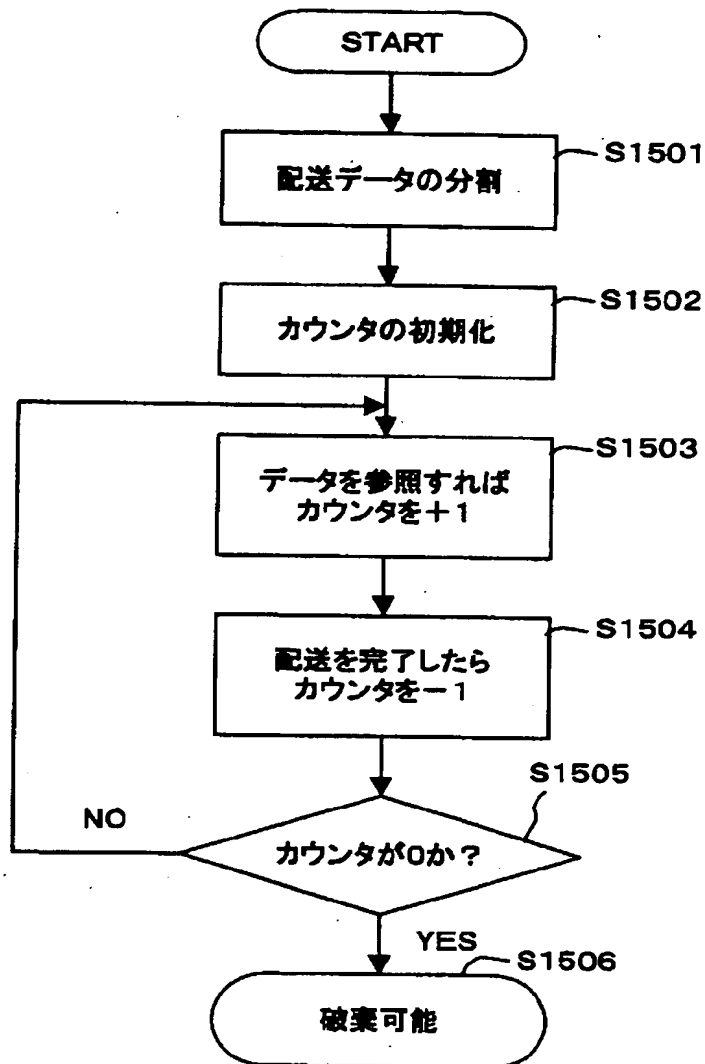 START
配送データの分割
S1501
カウンタの初期化
S1502
データを参照すれば
カウンタを＋1
S1503
配送を完了したら
カウンタを－1
S1504
カウンタが0か？
S1505
NO
YES
破棄可能
S1506